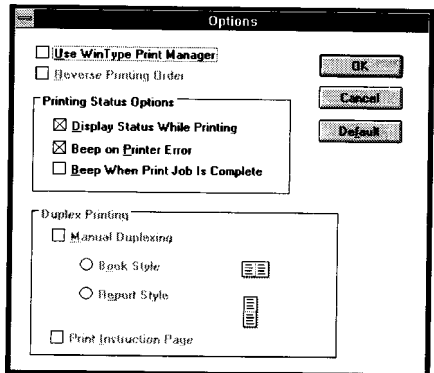 Options
Use WinType Print Manager
Reverse Printing Order
OK
Cancel
Default
Printing Status Options
Display Status While Printing
Beep on Printer Error
Beep When Print Job Is Complete
Duplex Printing
Manual Duplexing
Book Style
Report Style
Print Instruction Page